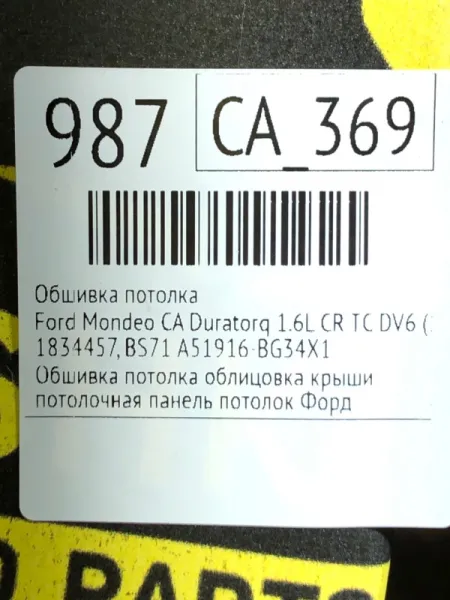 987 CA_369
Обшивка потолка
Ford Mondeo CA Duratorq 1.6L CR TC DV6 (
1834457, BS71 A51916-BG34X1
Обшивка потолка облицовка крыши
потолочная панель потолок Форд
PARTS